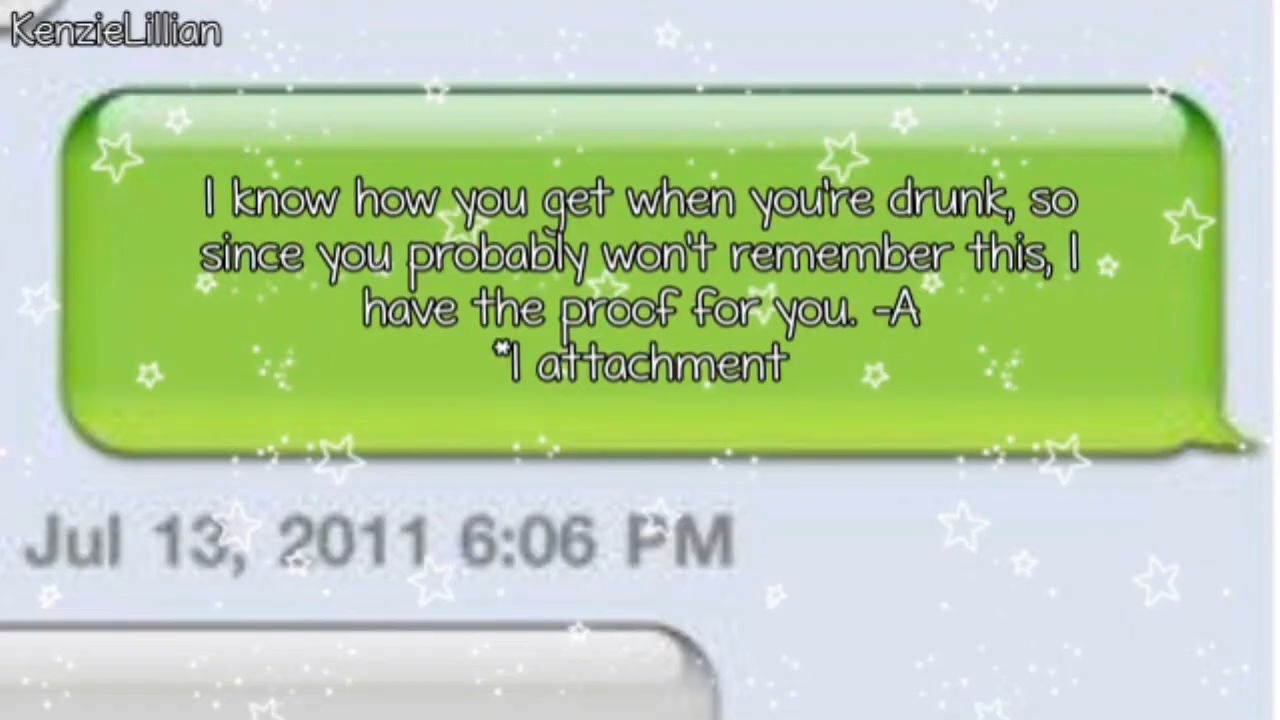 KenzieLillian
I know how you get when you're drunk, so
since you probably won't remember this, I
have the proof for you. -A
*1 attachment
Jul 13, 2011 6:06 PM